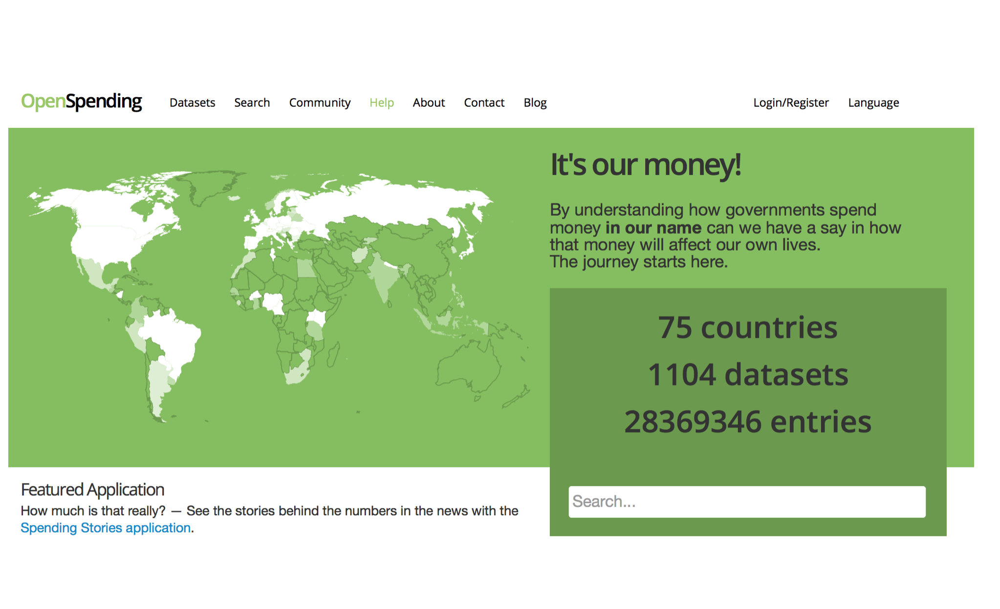 OpenSpending Datasets Search Community Help About Contact Blog Login/Register Language
It's our money!
By understanding how governments spend
money in our name can we have a say in how
that money will affect our own lives.
The journey starts here.
75 countries
1104 datasets
28369346 entries
Search...
Featured Application
How much is that really? — See the stories behind the numbers in the news with the
Spending Stories application.